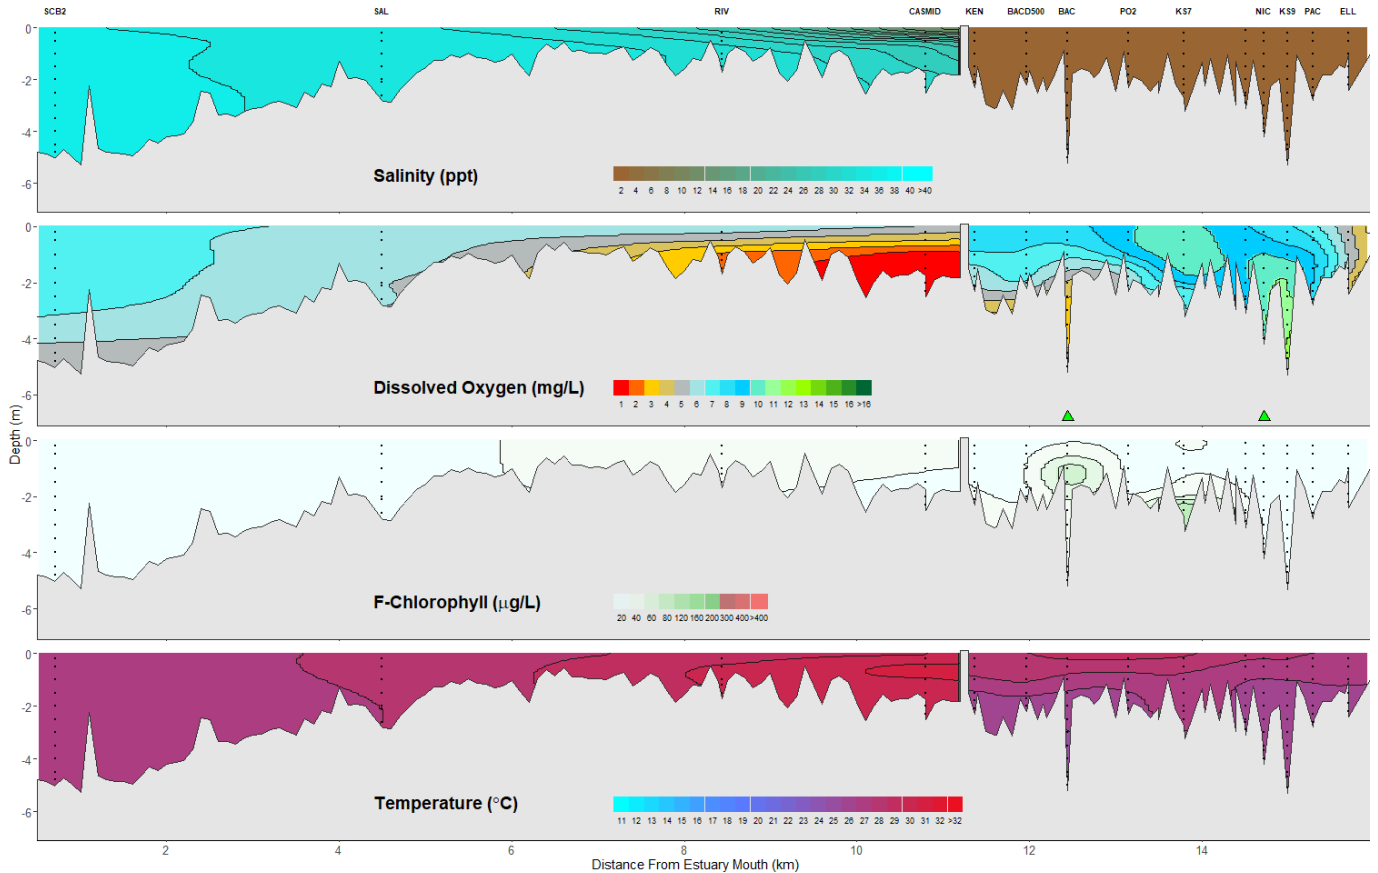 SCB2 SAL RIV CASMID KEN BACD500 BAC PO2 KS7 NIC KS9 PAC ELL
0
-2
-4
-6
Salinity (ppt)
2 4 6 8 10 12 14 16 18 20 22 24 26 28 30 32 34 36 38 40 >40
0
-2
-4
-6
Dissolved Oxygen (mg/L)
1 2 3 4 5 6 7 8 9 10 11 12 13 14 15 16 >16
Depth (m)
0
-2
-4
-6
F-Chlorophyll (μg/L)
20 40 60 80 120 160 200 300 400 >400
0
-2
-4
-6
Temperature (°C)
11 12 13 14 15 16 17 18 19 20 21 22 23 24 25 26 27 28 29 30 31 32 >32
2 4 6 8 10 12 14
Distance From Estuary Mouth (km)